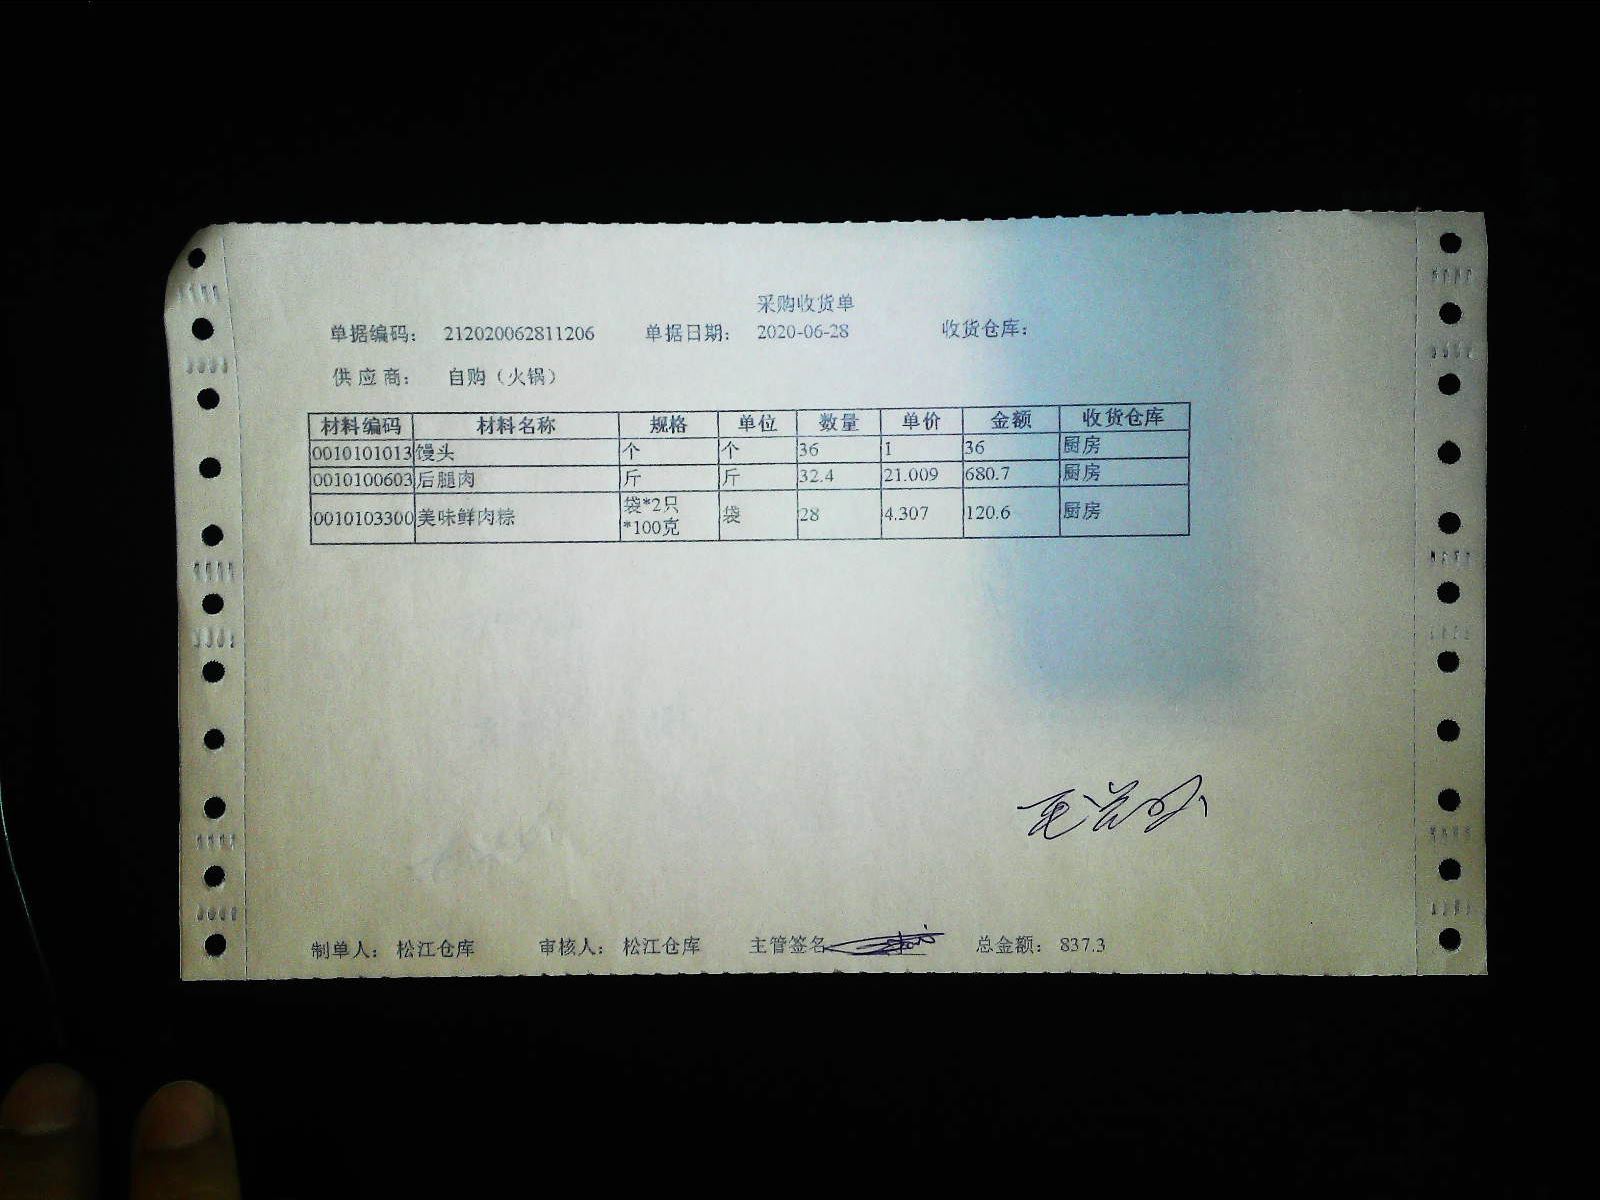 采购收货单
单据编码： 212020062811206 单据日期： 2020-06-28 收货仓库：
供应商： 自购（火锅）
材料编码 材料名称 规格 单位 数量 单价 金额 收货仓库
0010101013 馒头 个 个 36 1 36 厨房
0010100603 后腿肉 斤 斤 32.4 21.009 680.7 厨房
0010103300 美味鲜肉粽 袋*2只*100克 袋 28 4.307 120.6 厨房
制单人： 松江仓库 审核人： 松江仓库 主管签名 总金额： 837.3